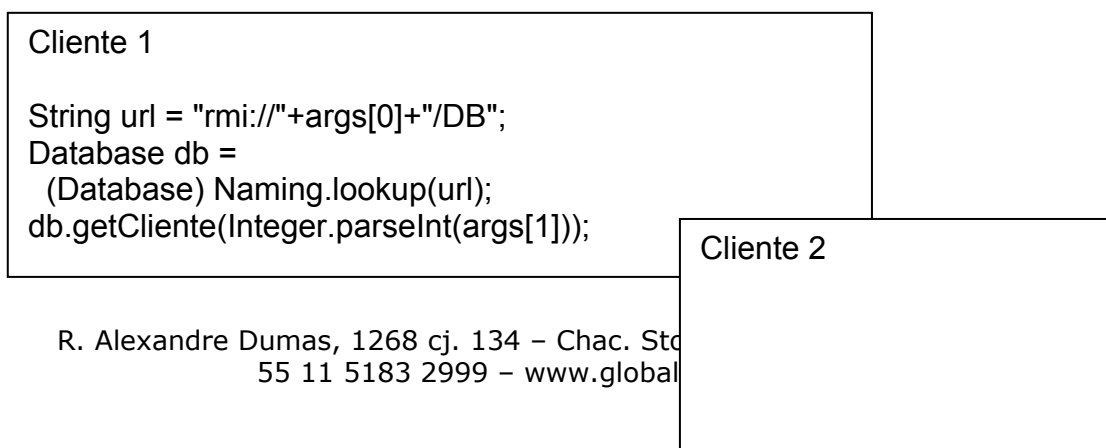 Cliente 1
String url = "rmi://"+args[0]+"/DB";
Database db =
(Database) Naming.lookup(url);
db.getCliente(Integer.parseInt(args[1]));
Cliente 2
R. Alexandre Dumas, 1268 cj. 134 – Chac.
55 11 5183 2999 – www.global